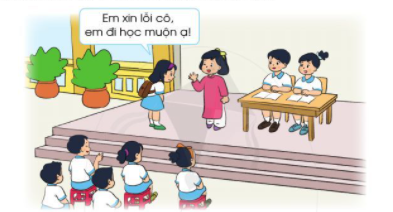 Em xin lỗi cô,
em đi học muộn ạ!